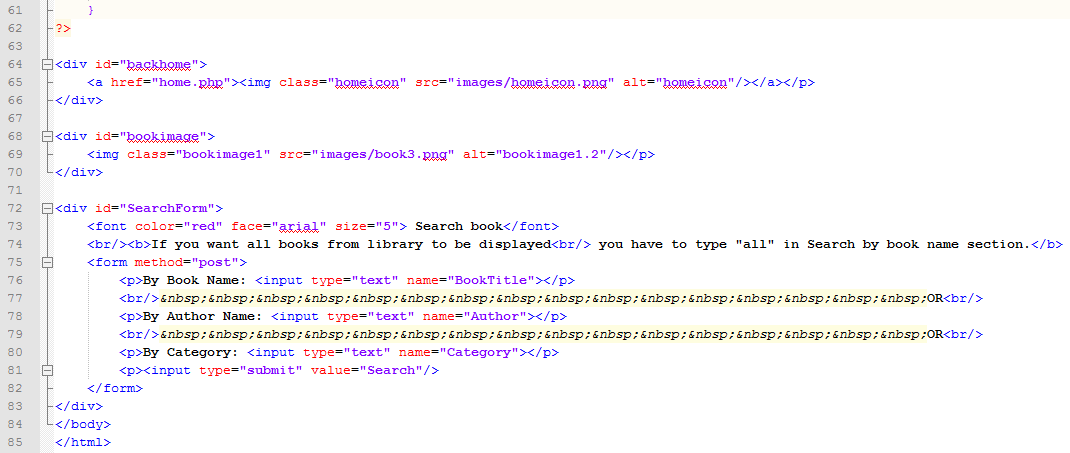 61 }
62 ?>
63
64 <div id="backhome">
65 <a href="home.php"><img class="homeicon" src="images/homeicon.png" alt="homeicon"/></a></p>
66 </div>
67
68 <div id="bookimage">
69 <img class="bookimage1" src="images/book3.png" alt="bookimage1.2"/></p>
70 </div>
71
72 <div id="SearchForm">
73 <font color="red" face="arial" size="5"> Search book</font>
74 <br/><b>If you want all books from library to be displayed<br/> you have to type "all" in Search by book name section.</b>
75 <form method="post">
76 <p>By Book Name: <input type="text" name="BookTitle"></p>
77 <br/>&nbsp;&nbsp;&nbsp;&nbsp;&nbsp;&nbsp;&nbsp;&nbsp;&nbsp;&nbsp;&nbsp;&nbsp;&nbsp;&nbsp;&nbsp;&nbsp;OR<br/>
78 <p>By Author Name: <input type="text" name="Author"></p>
79 <br/>&nbsp;&nbsp;&nbsp;&nbsp;&nbsp;&nbsp;&nbsp;&nbsp;&nbsp;&nbsp;&nbsp;&nbsp;&nbsp;&nbsp;&nbsp;&nbsp;OR<br/>
80 <p>By Category: <input type="text" name="Category"></p>
81 <p><input type="submit" value="Search"/>
82 </form>
83 </div>
84 </body>
85 </html>